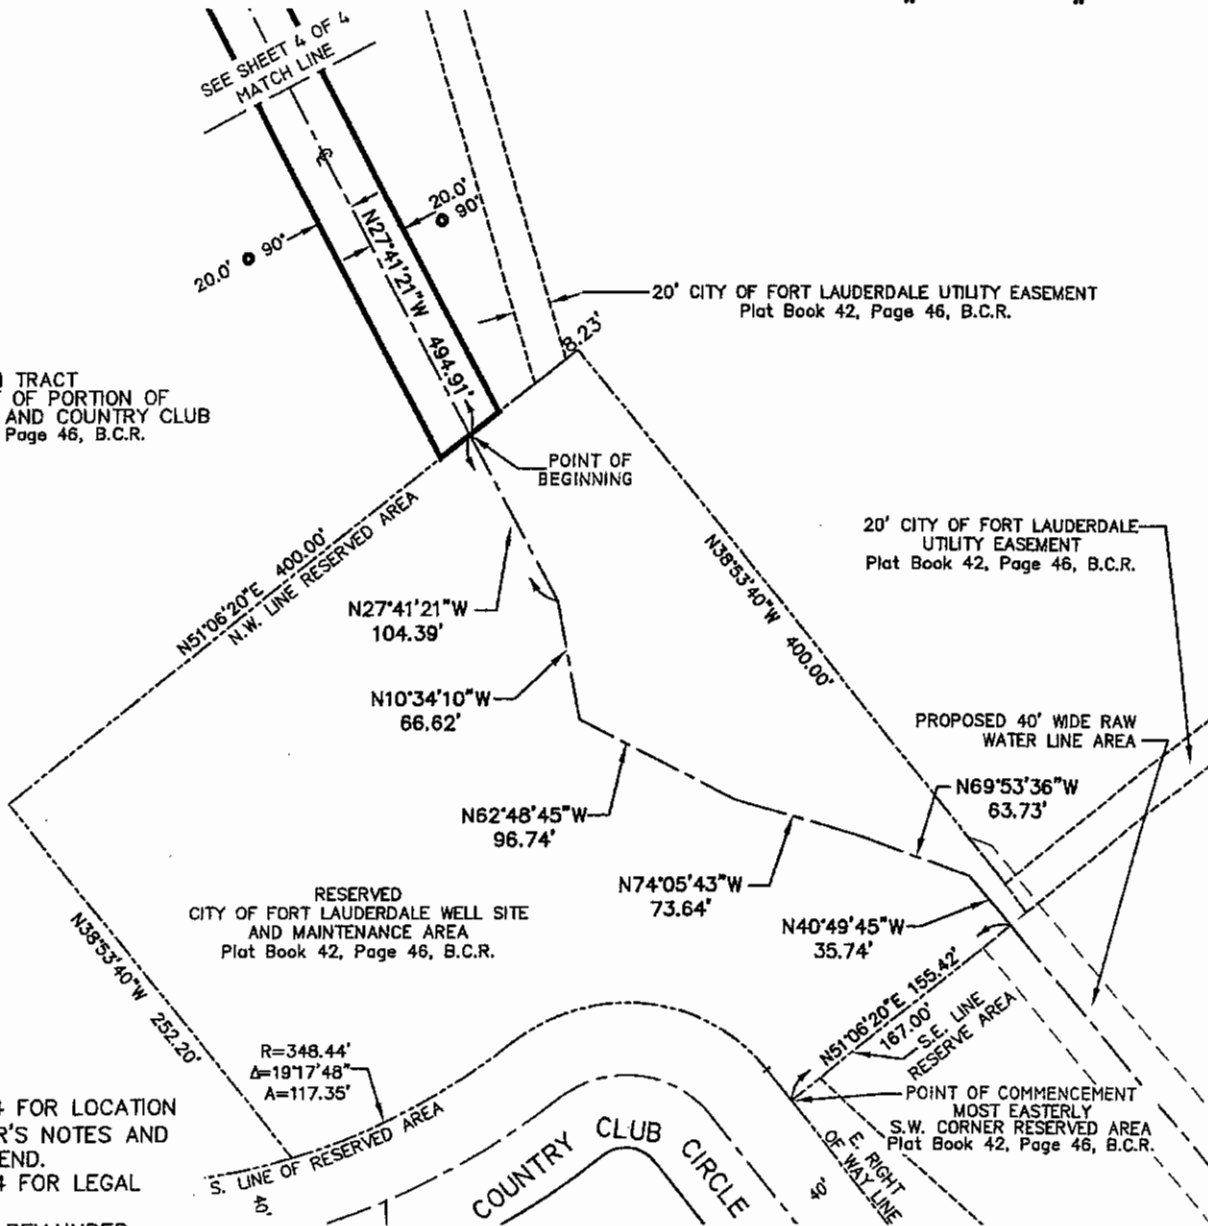 SEE SHEET 4 OF 4
MATCH LINE
20.0' @ 90°
20.0'
@ 90°
N27°41'21"W 494.91'
20' CITY OF FORT LAUDERDALE UTILITY EASEMENT
Plat Book 42, Page 46, B.C.R.
8.23'
TRACT
OF PORTION OF
AND COUNTRY CLUB
Page 46, B.C.R.
POINT OF
BEGINNING
N51°06'20"E 400.00'
N.W. LINE RESERVED AREA
N38°53'40"W 400.00'
20' CITY OF FORT LAUDERDALE
UTILITY EASEMENT
Plat Book 42, Page 46, B.C.R.
N27°41'21"W
104.39'
N10°34'10"W
66.62'
PROPOSED 40' WIDE RAW
WATER LINE AREA
N69°53'36"W
63.73'
N62°48'45"W
96.74'
N74°05'43"W
73.64'
RESERVED
CITY OF FORT LAUDERDALE WELL SITE
AND MAINTENANCE AREA
Plat Book 42, Page 46, B.C.R.
N40°49'45"W
35.74'
N38°53'40"W 252.20'
N51°06'20"E 155.42'
167.00'
S.E. LINE
RESERVE AREA
R=348.44'
Δ=19°17'48"
A=117.35'
POINT OF COMMENCEMENT
MOST EASTERLY
S.W. CORNER RESERVED AREA
Plat Book 42, Page 46, B.C.R.
4 FOR LOCATION
R'S NOTES AND
END.
4 FOR LEGAL
S. LINE OF RESERVED AREA
40'
COUNTRY CLUB CIRCLE
40'
E. RIGHT
OF WAY LINE